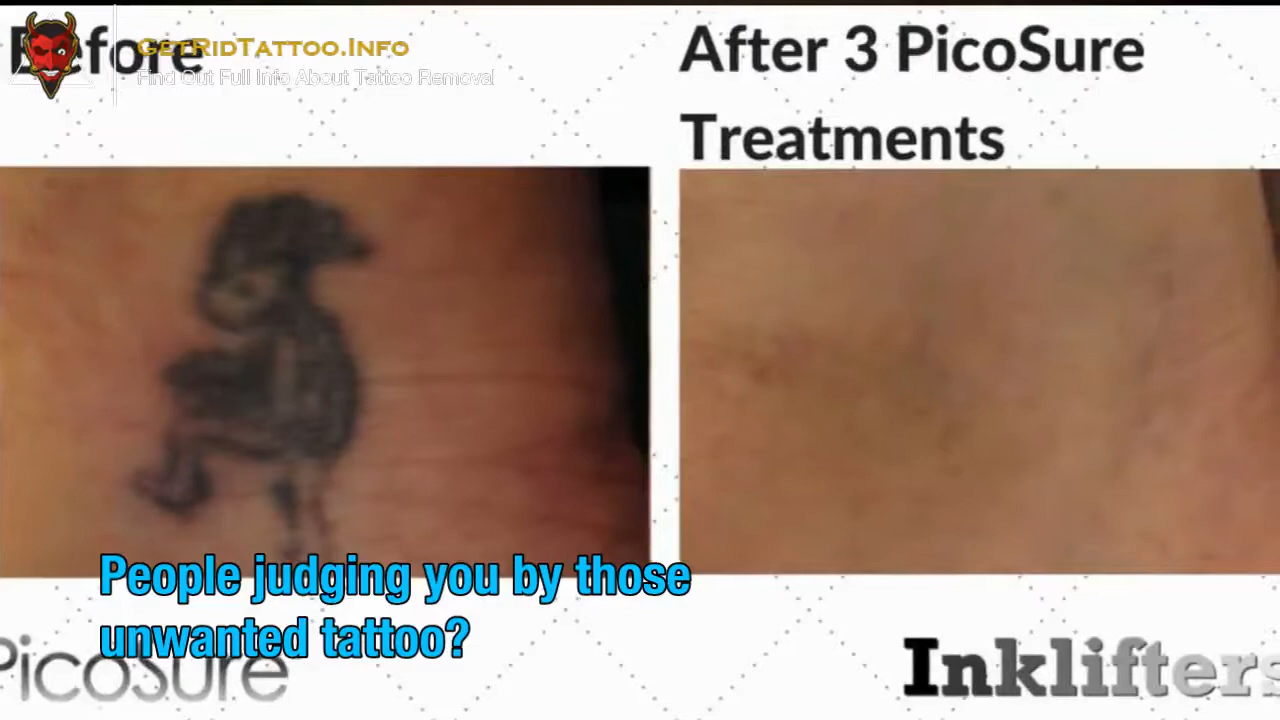 Before
GetRidTattoo.Info
Find Out Full Info About Tattoo Removal
After 3 PicoSure
Treatments
People judging you by those
unwanted tattoo?
PicoSure
Inklifters